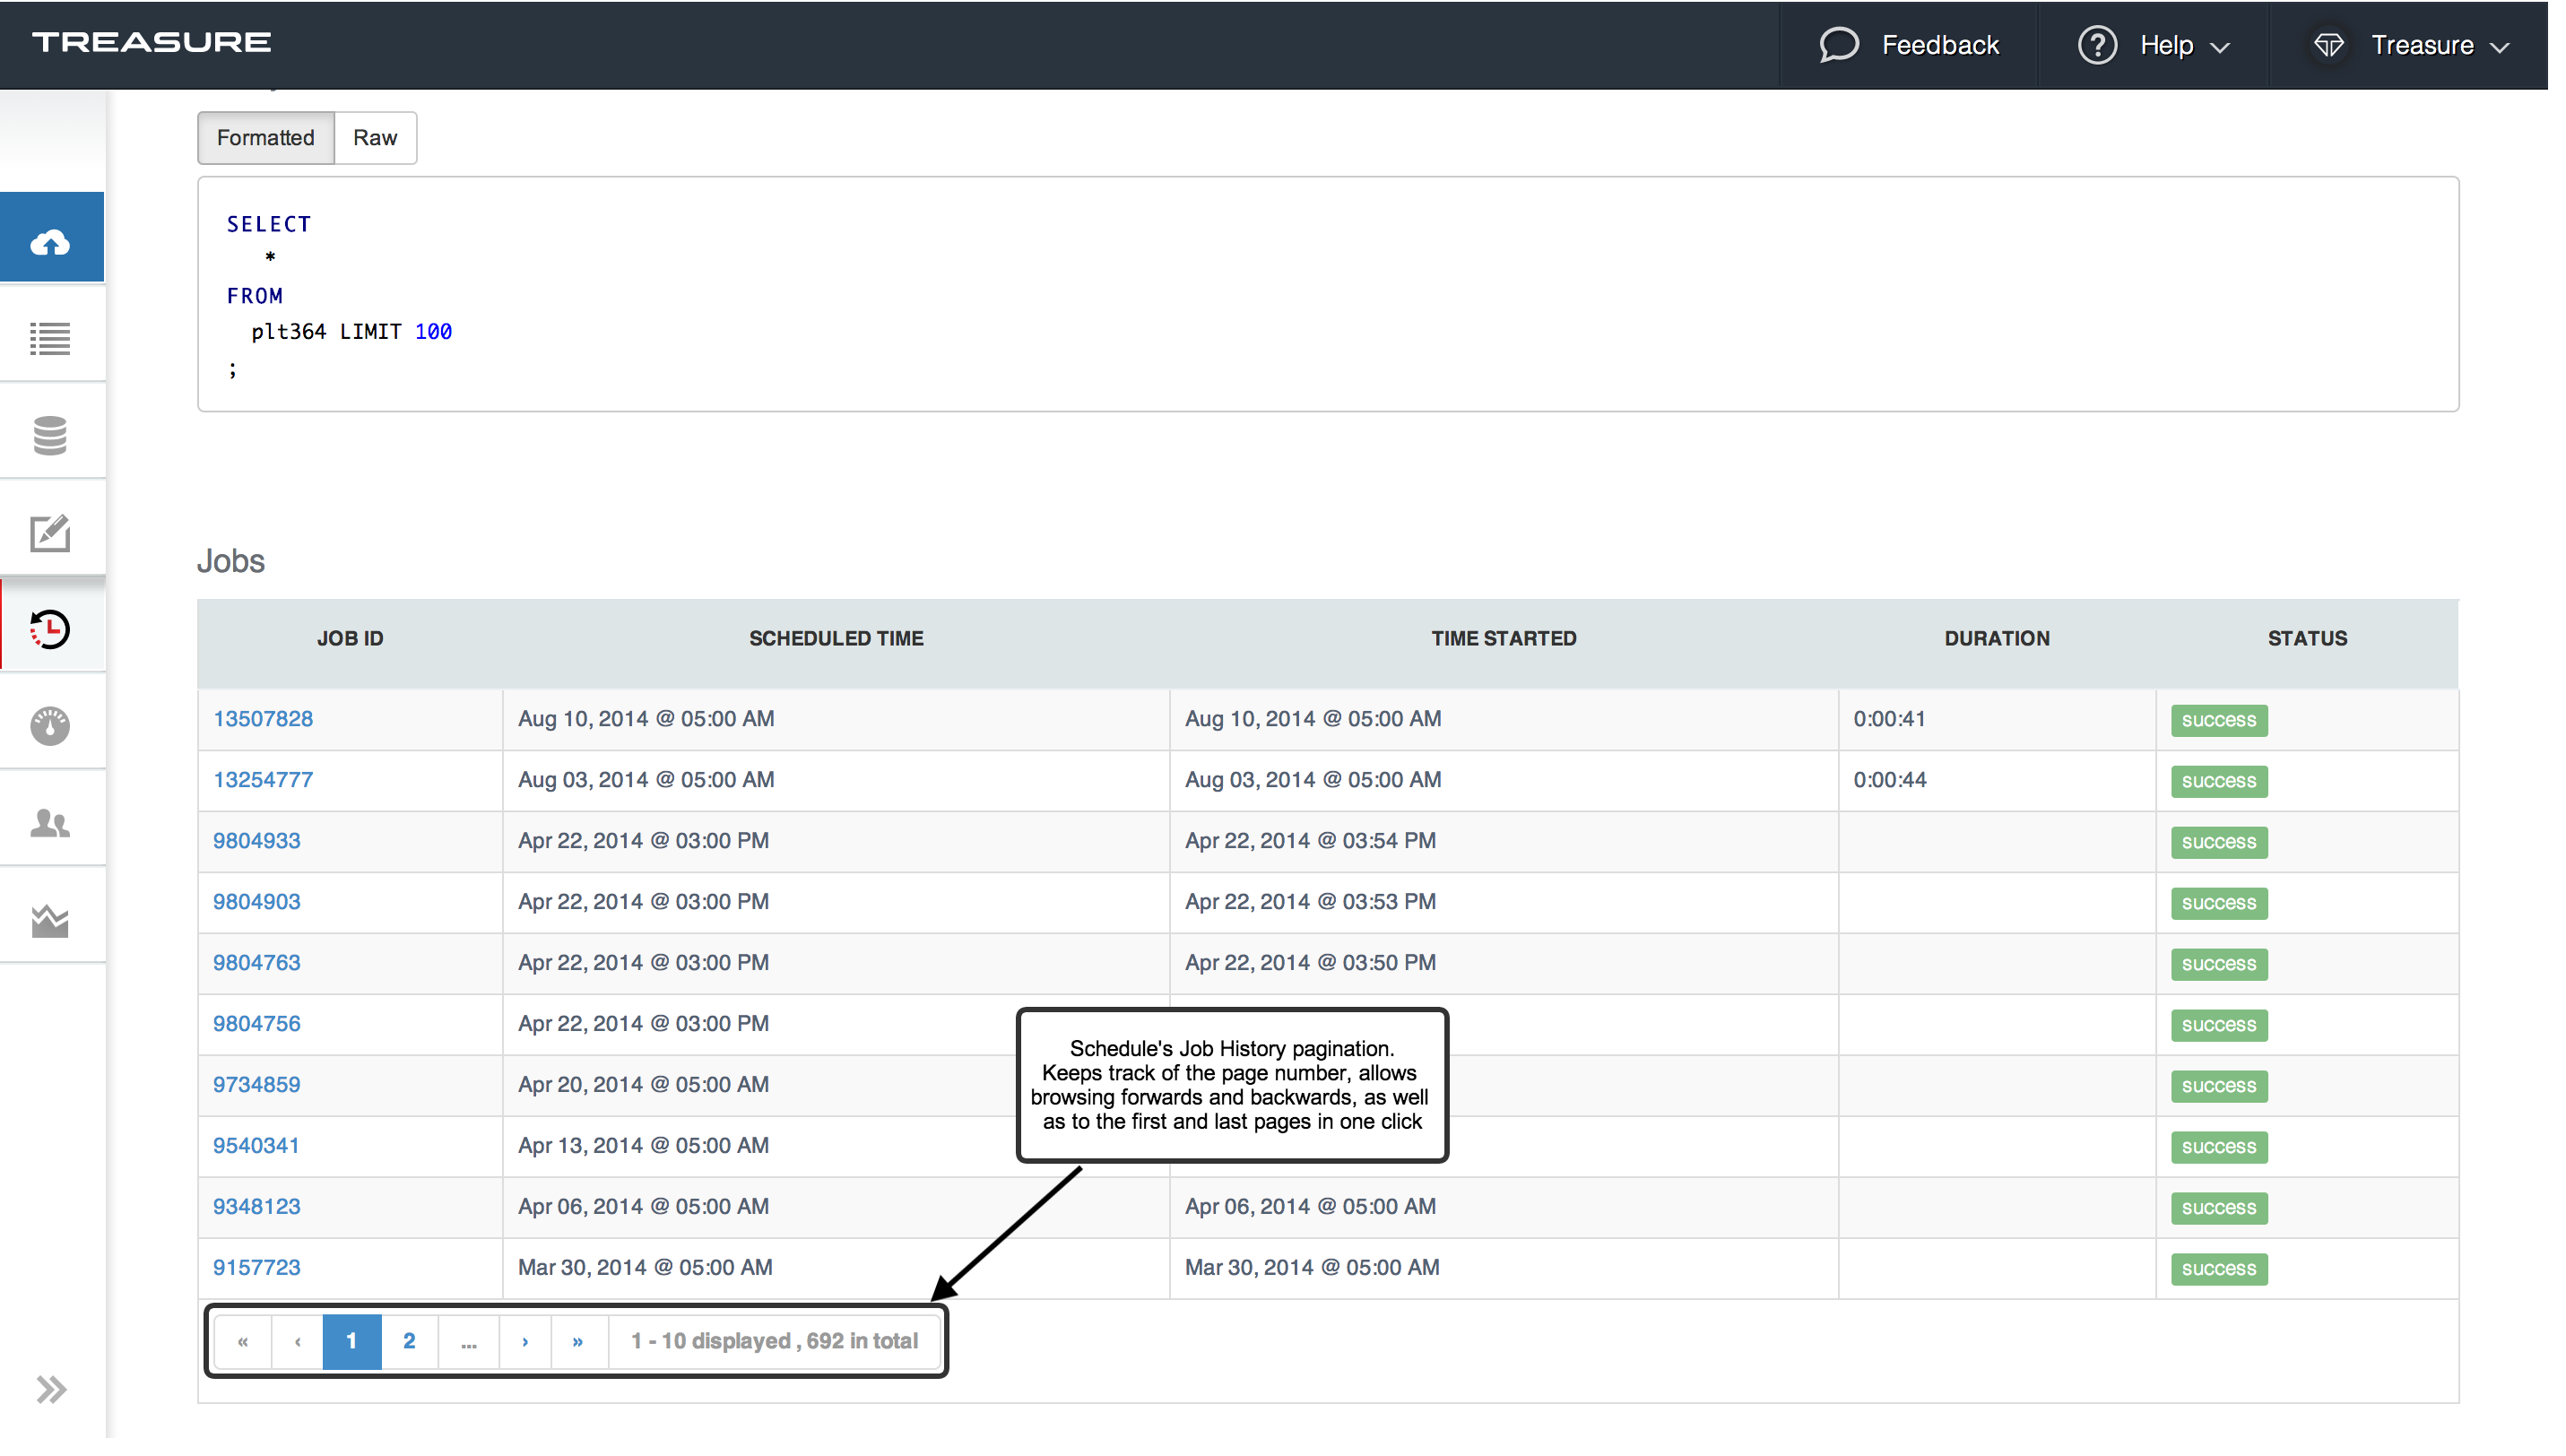 TREASURE
Feedback
Help
Treasure
Formatted
Raw
SELECT
*
FROM
plt364 LIMIT 100
;
Jobs
JOB ID SCHEDULED TIME TIME STARTED DURATION STATUS
13507828 Aug 10, 2014 @ 05:00 AM Aug 10, 2014 @ 05:00 AM 0:00:41 success
13254777 Aug 03, 2014 @ 05:00 AM Aug 03, 2014 @ 05:00 AM 0:00:44 success
9804933 Apr 22, 2014 @ 03:00 PM Apr 22, 2014 @ 03:54 PM success
9804903 Apr 22, 2014 @ 03:00 PM Apr 22, 2014 @ 03:53 PM success
9804763 Apr 22, 2014 @ 03:00 PM Apr 22, 2014 @ 03:50 PM success
9804756 Apr 22, 2014 @ 03:00 PM success
9734859 Apr 20, 2014 @ 05:00 AM success
9540341 Apr 13, 2014 @ 05:00 AM success
9348123 Apr 06, 2014 @ 05:00 AM Apr 06, 2014 @ 05:00 AM success
9157723 Mar 30, 2014 @ 05:00 AM Mar 30, 2014 @ 05:00 AM success
Schedule's Job History pagination.
Keeps track of the page number, allows
browsing forwards and backwards, as well
as to the first and last pages in one click
« ‹ 1 2 ... › » 1 - 10 displayed , 692 in total